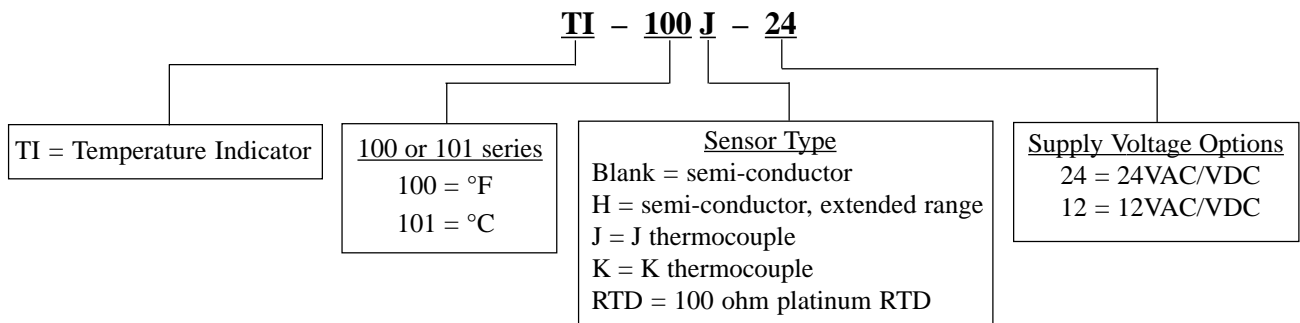 TI – 100 J – 24
TI = Temperature Indicator
100 or 101 series
100 = °F
101 = °C
Sensor Type
Blank = semi-conductor
H = semi-conductor, extended range
J = J thermocouple
K = K thermocouple
RTD = 100 ohm platinum RTD
Supply Voltage Options
24 = 24VAC/VDC
12 = 12VAC/VDC